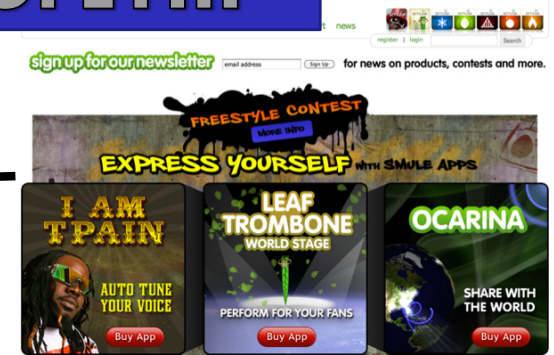 news
register | login
Search
sign up for our newsletter
email address
Sign Up
for news on products, contests and more.
FREESTYLE CONTEST
MORE INFO
EXPRESS YOURSELF WITH SMULE APPS
I AM
T PAIN
AUTO TUNE
YOUR VOICE
Buy App
LEAF
TROMBONE
WORLD STAGE
PERFORM FOR YOUR FANS
Buy App
OCARINA
SHARE WITH
THE WORLD
Buy App